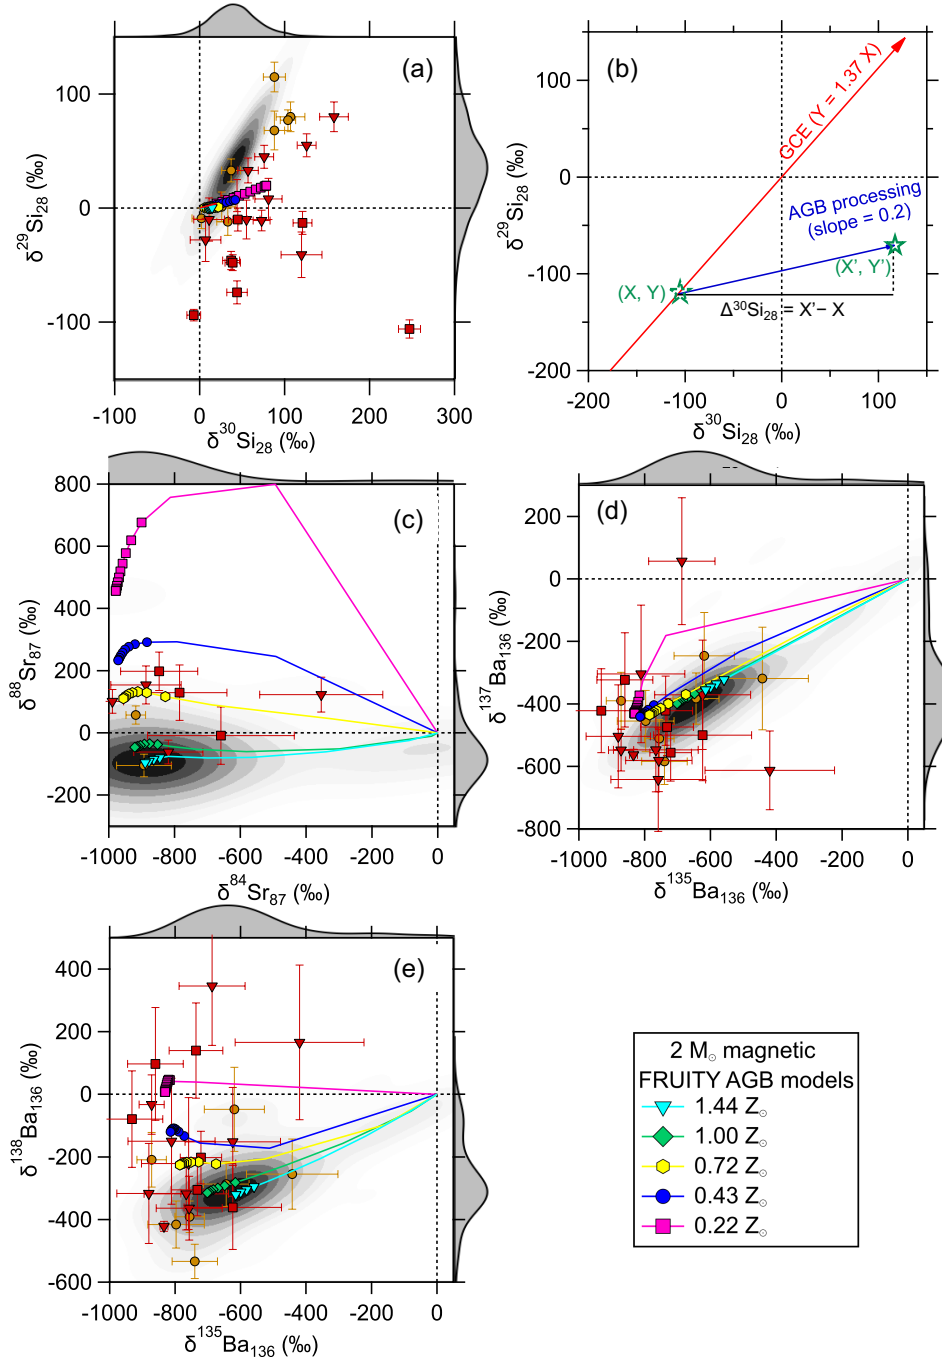 (a)
100
0
-100
δ29Si28 (‰)
-100 0 100 200 300
δ30Si28 (‰)
(b)
100
0
-100
-200
δ29Si28 (‰)
GCE (Y = 1.37 X)
AGB processing
(slope = 0.2)
(X, Y)
(X’, Y’)
Δ30Si28 = X’− X
-200 -100 0 100
δ30Si28 (‰)
(c)
800
600
400
200
0
-200
δ88Sr87 (‰)
-1000 -800 -600 -400 -200 0
δ84Sr87 (‰)
(d)
200
0
-200
-400
-600
-800
δ137Ba136 (‰)
-1000 -800 -600 -400 -200 0
δ135Ba136 (‰)
(e)
400
200
0
-200
-400
-600
δ138Ba136 (‰)
-1000 -800 -600 -400 -200 0
δ135Ba136 (‰)
2 M☉ magnetic
FRUITY AGB models
1.44 Z☉
1.00 Z☉
0.72 Z☉
0.43 Z☉
0.22 Z☉